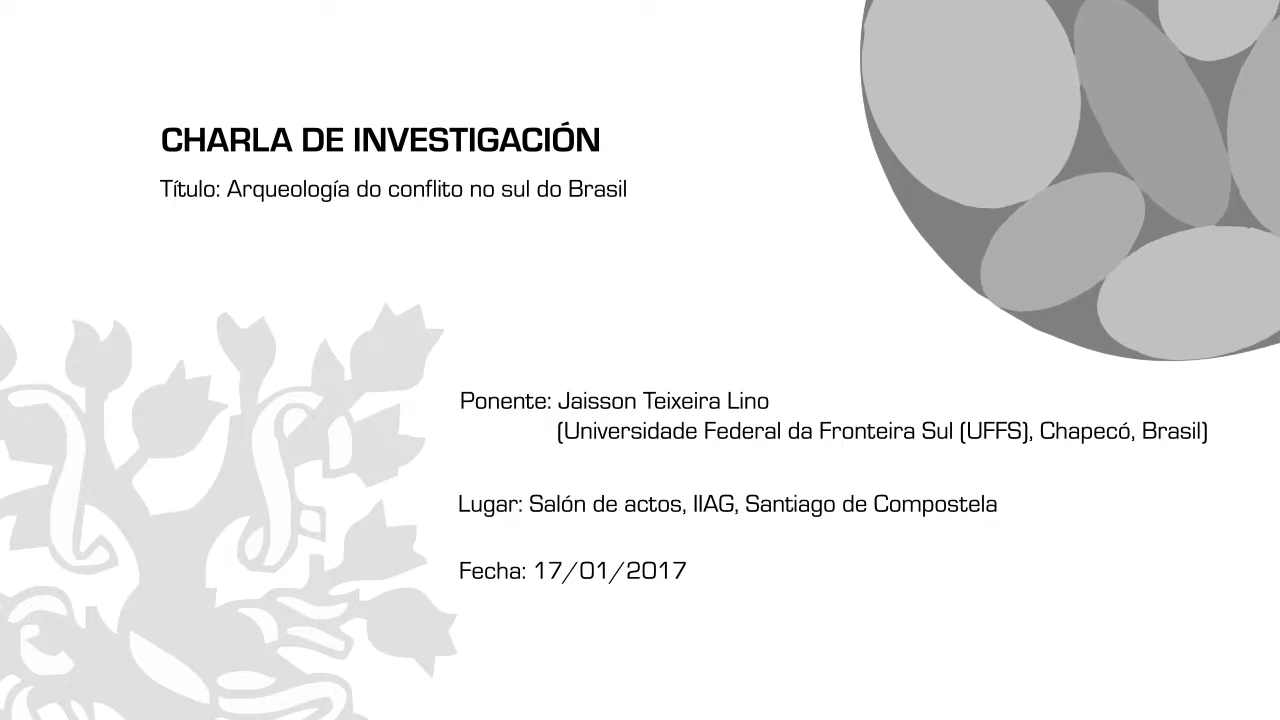 CHARLA DE INVESTIGACIÓN
Título: Arqueología do conflito no sul do Brasil
Ponente: Jaisson Teixeira Lino
(Universidade Federal da Fronteira Sul (UFFS), Chapecó, Brasil)
Lugar: Salón de actos, IIAG, Santiago de Compostela
Fecha: 17/01/2017